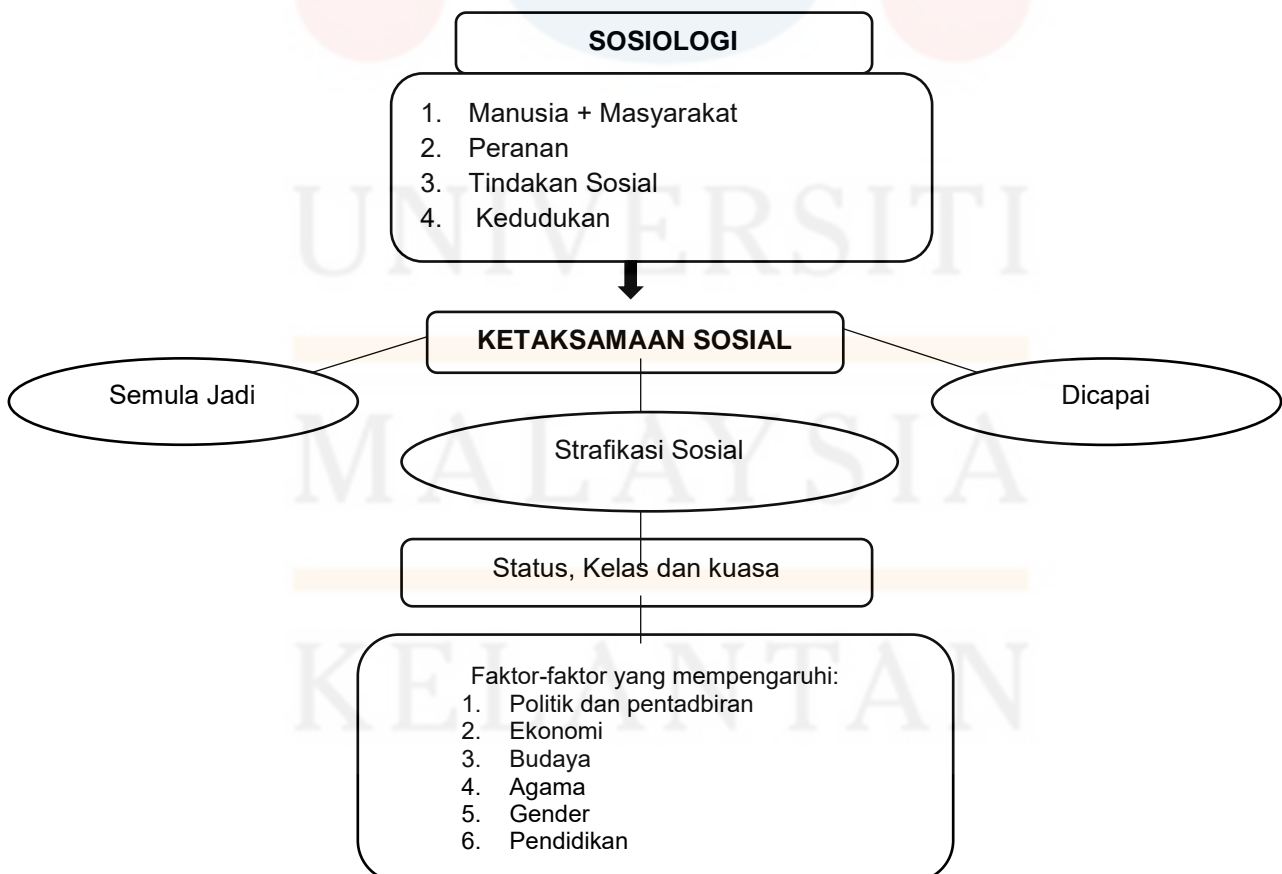 SOSIOLOGI
1. Manusia + Masyarakat
2. Peranan
3. Tindakan Sosial
4. Kedudukan
UNIVERSITI
KETAKSAMAAN SOSIAL
Semula Jadi
Dicapai
Strafikasi Sosial
MALAYSIA
Status, Kelas dan kuasa
KELANTAN
Faktor-faktor yang mempengaruhi:
1. Politik dan pentadbiran
2. Ekonomi
3. Budaya
4. Agama
5. Gender
6. Pendidikan